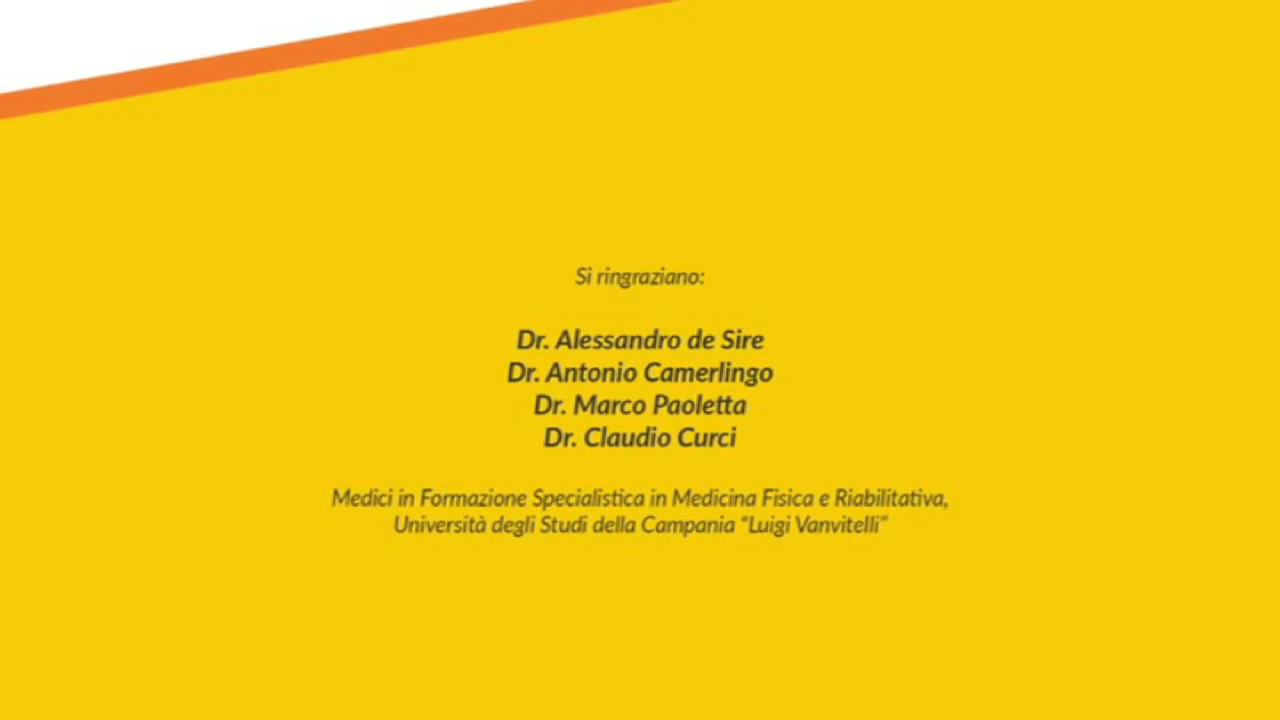 Si ringraziano:
Dr. Alessandro de Sire
Dr. Antonio Camerlingo
Dr. Marco Paoletta
Dr. Claudio Curci
Medici in Formazione Specialistica in Medicina Fisica e Riabilitativa,
Università degli Studi della Campania “Luigi Vanvitelli”